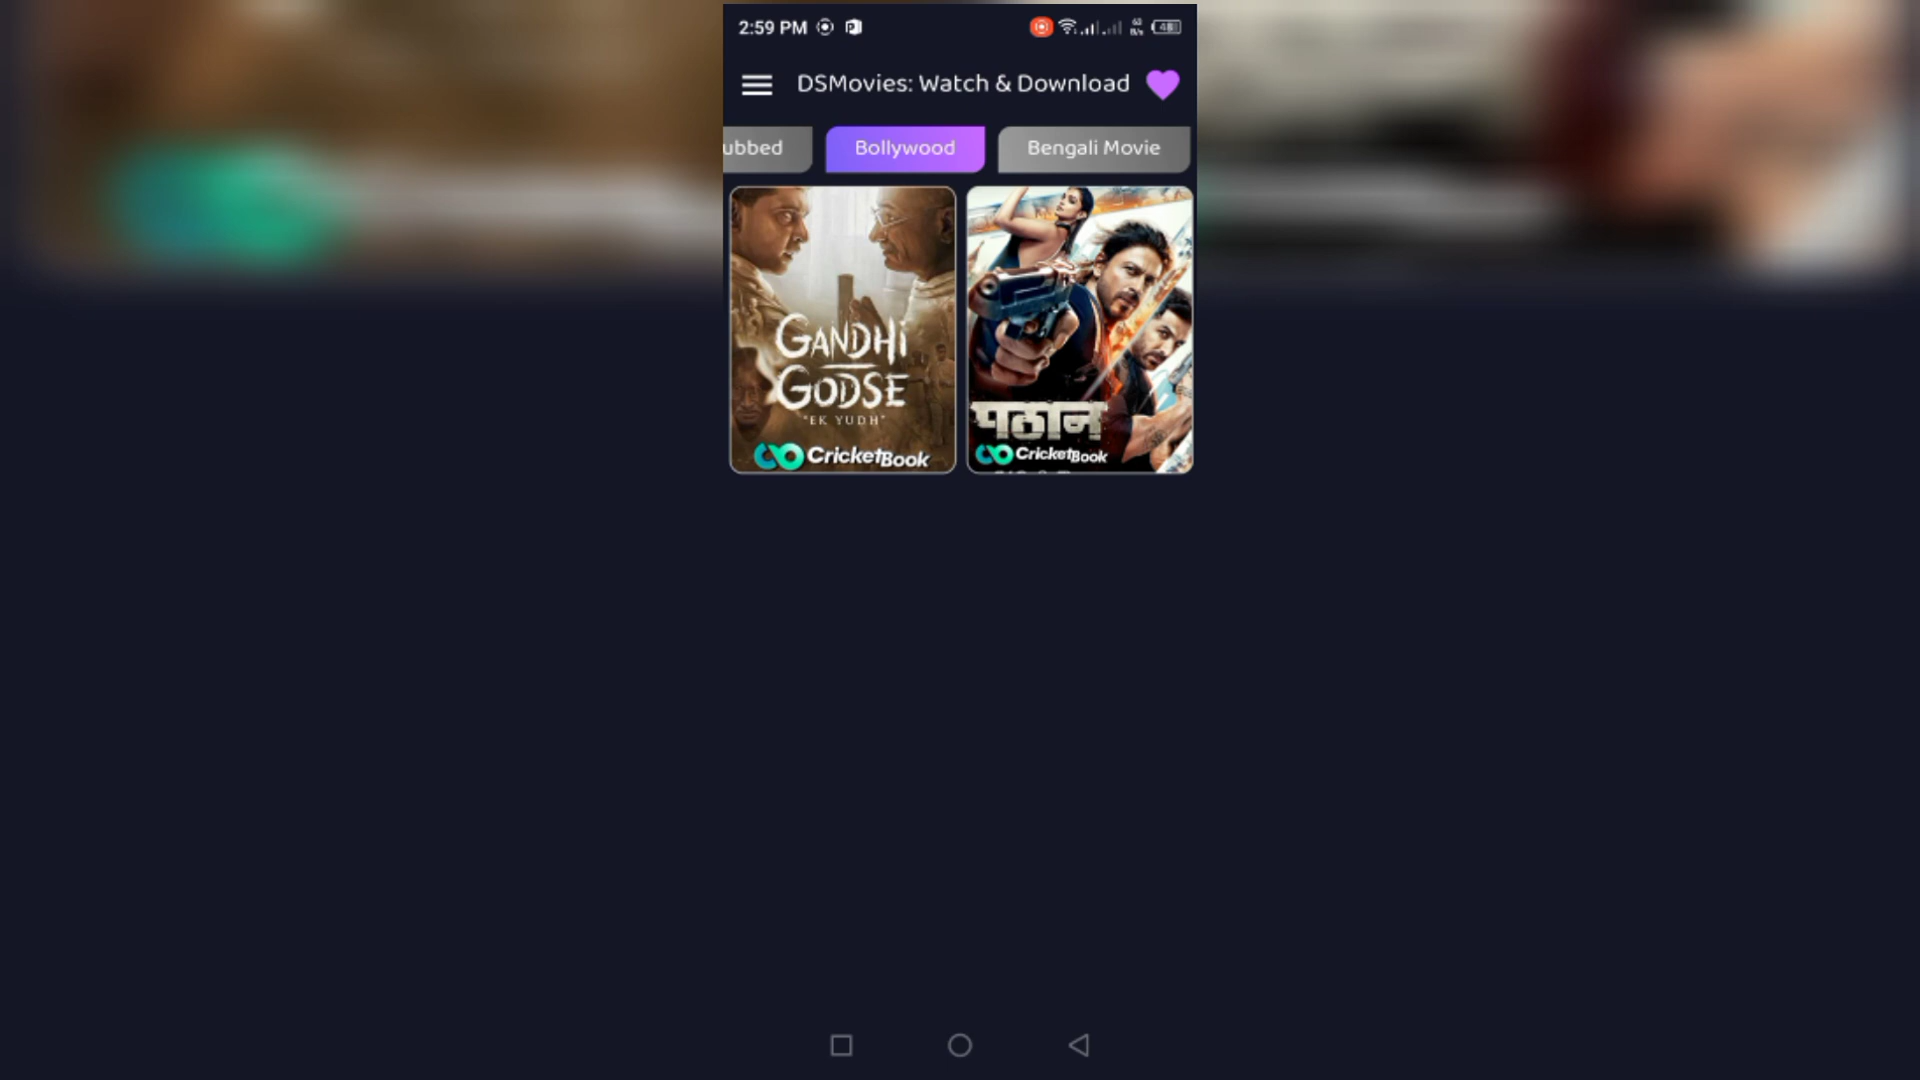 2:59 PM
DSMovies: Watch & Download
ubbed
Bollywood
Bengali Movie
GANDHI
GODSE
"EK YUDH"
CricketBook
पठान
CricketBook